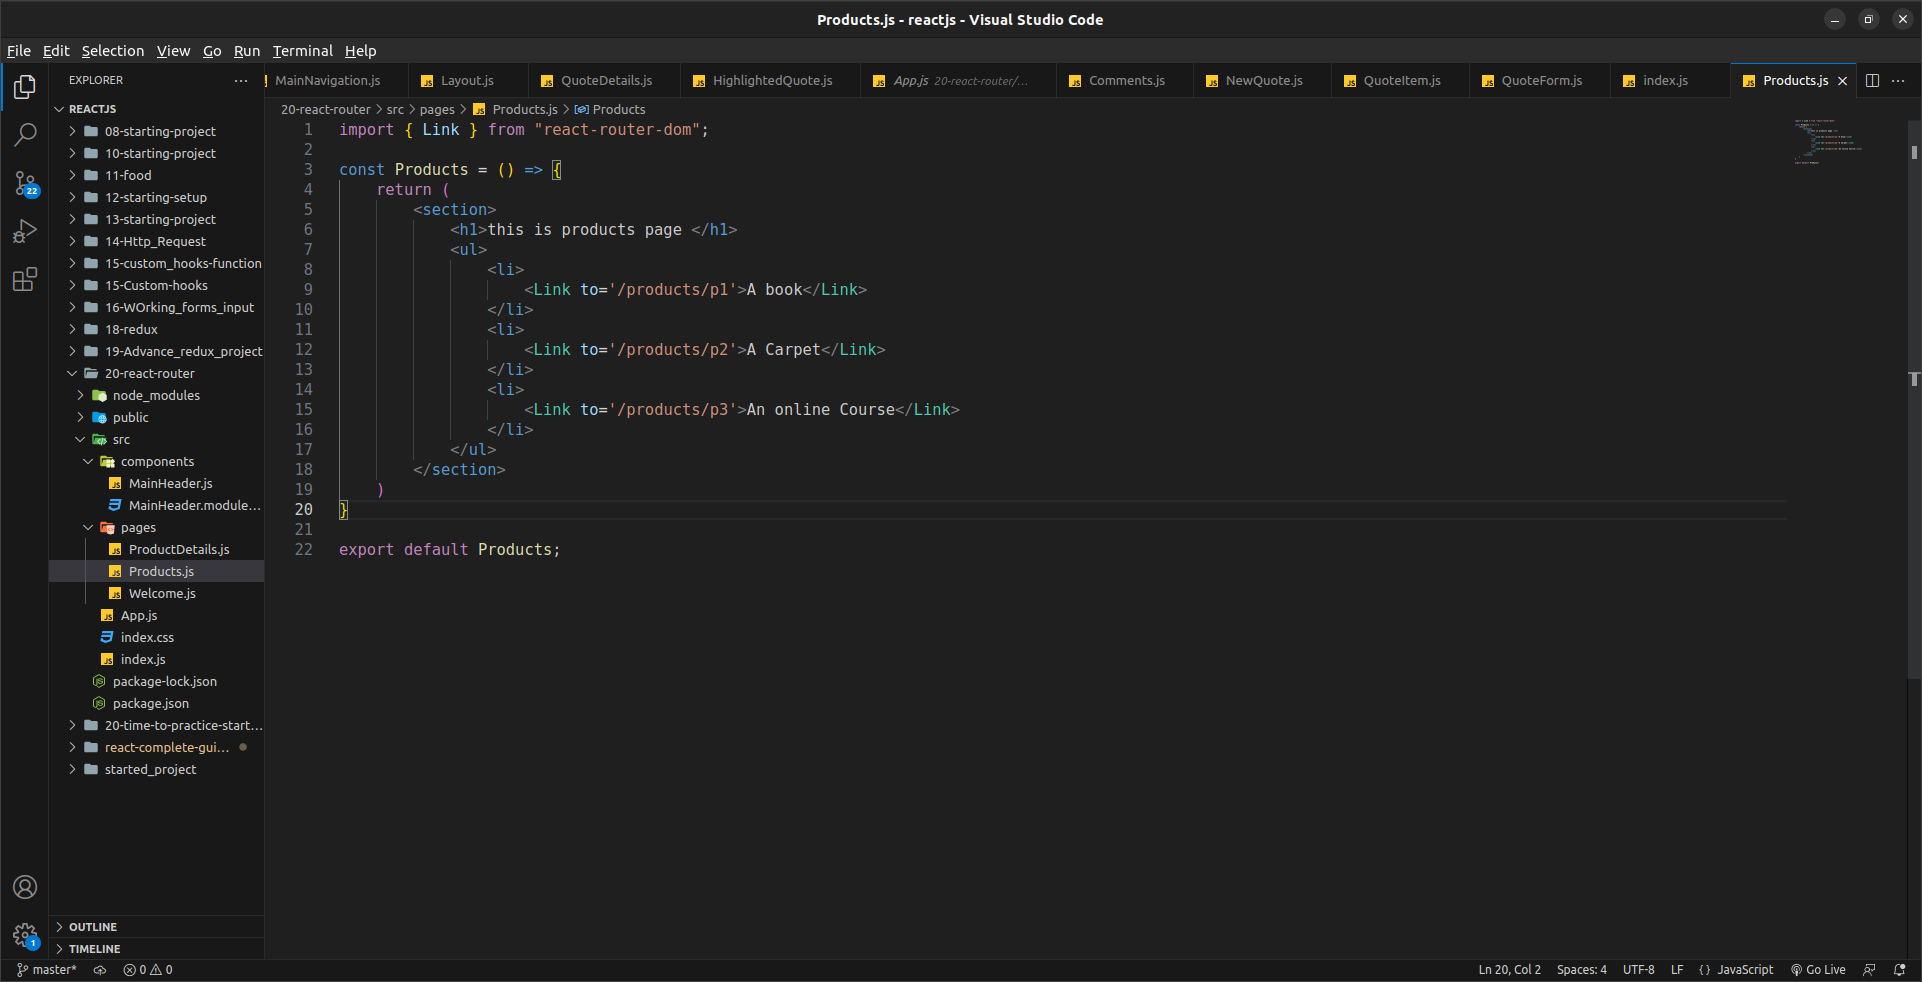 Products.js - reactjs - Visual Studio Code
File Edit Selection View Go Run Terminal Help
EXPLORER
MainNavigation.js
Layout.js
QuoteDetails.js
HighlightedQuote.js
App.js 20-react-router/...
Comments.js
NewQuote.js
QuoteItem.js
QuoteForm.js
index.js
Products.js
REACTJS
08-starting-project
10-starting-project
11-food
12-starting-setup
13-starting-project
14-Http_Request
15-custom_hooks-function
15-Custom-hooks
16-WOrking_forms_input
18-redux
19-Advance_redux_project
20-react-router
node_modules
public
src
components
MainHeader.js
MainHeader.module...
pages
ProductDetails.js
Products.js
Welcome.js
App.js
index.css
index.js
package-lock.json
package.json
20-time-to-practice-start...
react-complete-gui...
started_project
OUTLINE
TIMELINE
22
1
20-react-router > src > pages > Products.js > Products
1 import { Link } from "react-router-dom";
2
3 const Products = () => {
4 return (
5 <section>
6 <h1>this is products page </h1>
7 <ul>
8 <li>
9 <Link to='/products/p1'>A book</Link>
10 </li>
11 <li>
12 <Link to='/products/p2'>A Carpet</Link>
13 </li>
14 <li>
15 <Link to='/products/p3'>An online Course</Link>
16 </li>
17 </ul>
18 </section>
19 )
20 }
21
22 export default Products;
master* 0 0 Ln 20, Col 2 Spaces: 4 UTF-8 LF {} JavaScript Go Live